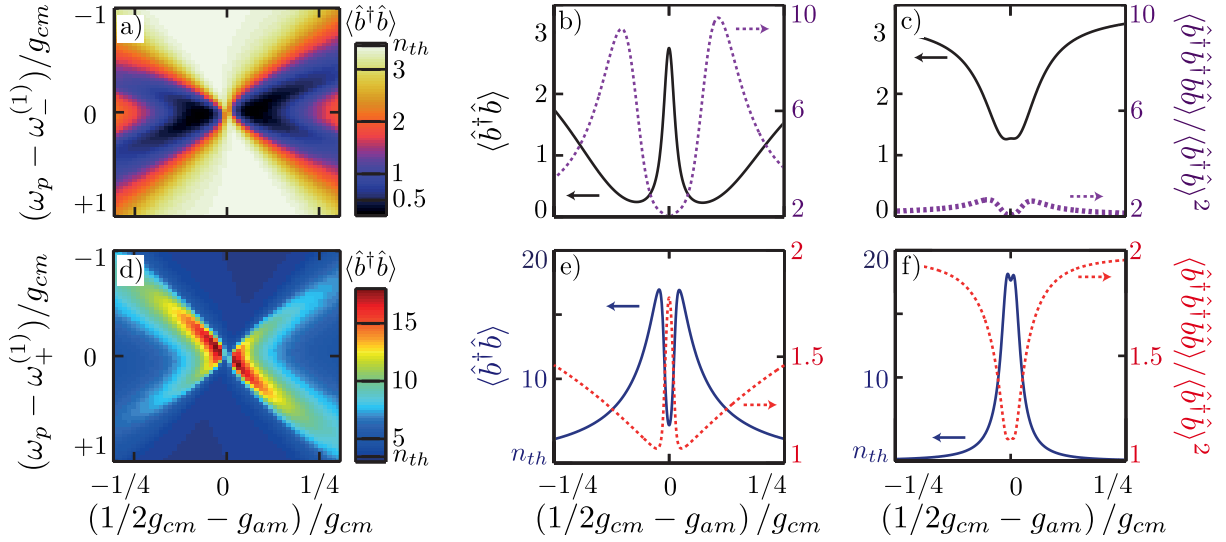 a)
⟨b̂†b̂⟩
n_th
3
2
1
0.5
(ω_p − ω_−^(1))/g_cm
-1
0
+1
b)
⟨b̂†b̂⟩
3
2
1
0
10
6
2
c)
3
2
1
0
10
6
2
⟨b̂†b̂†b̂b̂⟩/⟨b̂†b̂⟩²
d)
⟨b̂†b̂⟩
15
10
5
n_th
(ω_p − ω_+^(1))/g_cm
-1
0
+1
−1/4
0
1/4
(1/2g_cm − g_am)/g_cm
e)
⟨b̂†b̂⟩
20
10
n_th
2
1.5
1
−1/4
0
1/4
(1/2g_cm − g_am)/g_cm
f)
20
10
n_th
2
1.5
1
⟨b̂†b̂†b̂b̂⟩/⟨b̂†b̂⟩²
−1/4
0
1/4
(1/2g_cm − g_am)/g_cm